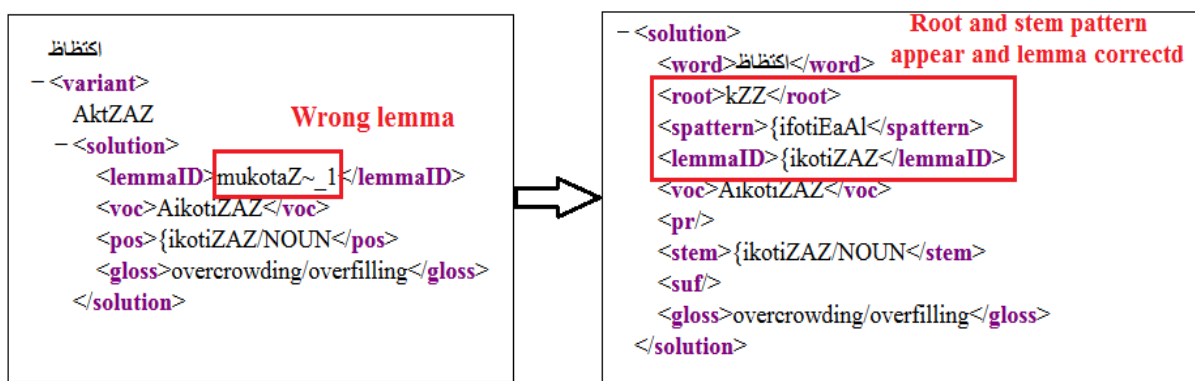 اكتظاظ
– <variant>
AktZAZ
Wrong lemma
– <solution>
<lemmaID>mukotaZ~_1</lemmaID>
<voc>AikotiZAZ</voc>
<pos>{ikotiZAZ/NOUN</pos>
<gloss>overcrowding/overfilling</gloss>
</solution>
Root and stem pattern
appear and lemma correctd
– <solution>
<word>اكتظاظ</word>
<root>kZZ</root>
<spattern>{ifotiEaAl</spattern>
<lemmaID>{ikotiZAZ</lemmaID>
<voc>AikotiZAZ</voc>
<pr/>
<stem>{ikotiZAZ/NOUN</stem>
<suf/>
<gloss>overcrowding/overfilling</gloss>
</solution>